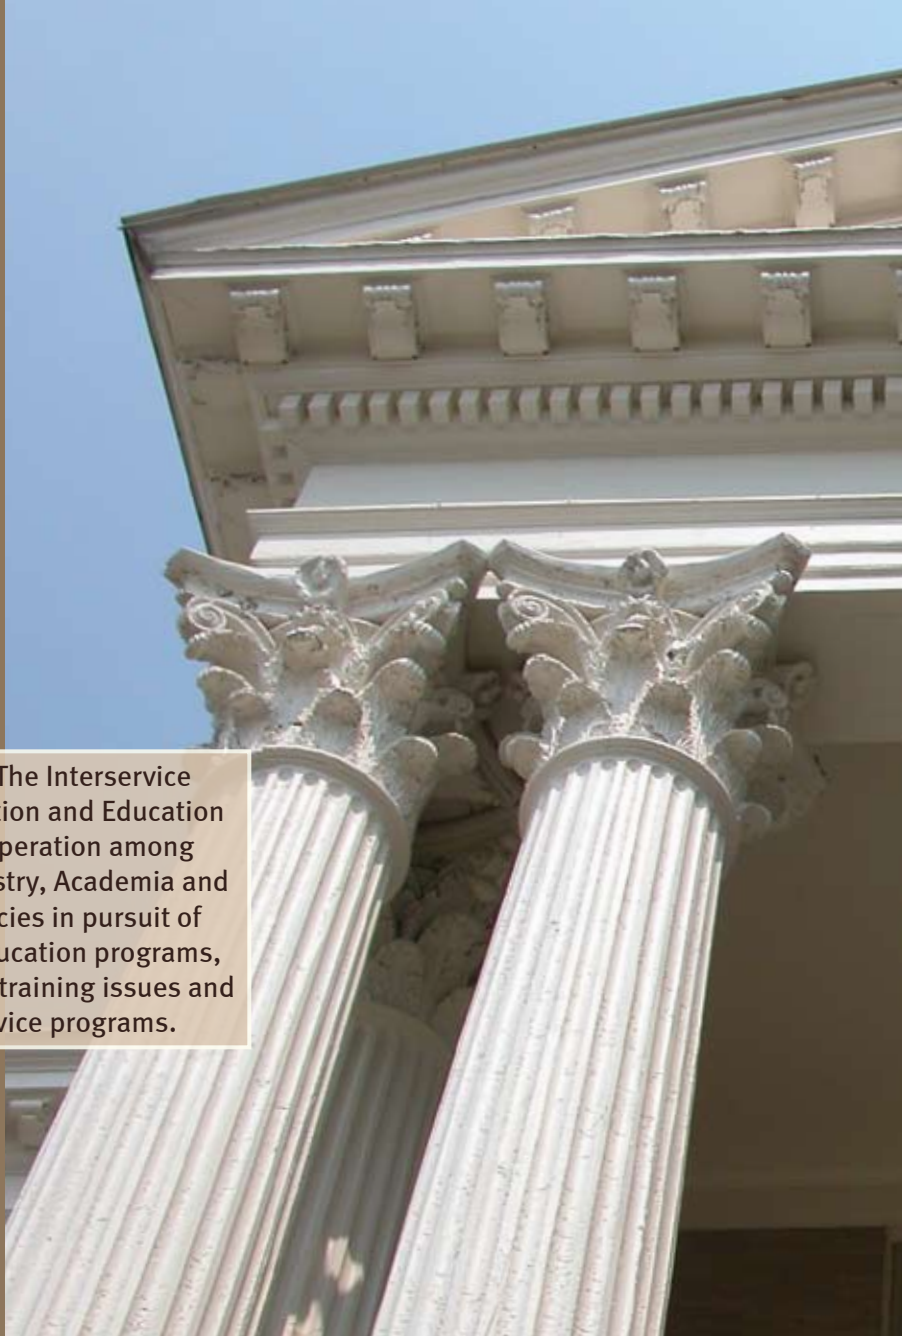 The Interservice
tion and Education
peration among
stry, Academia and
cies in pursuit of
ucation programs,
training issues and
vice programs.